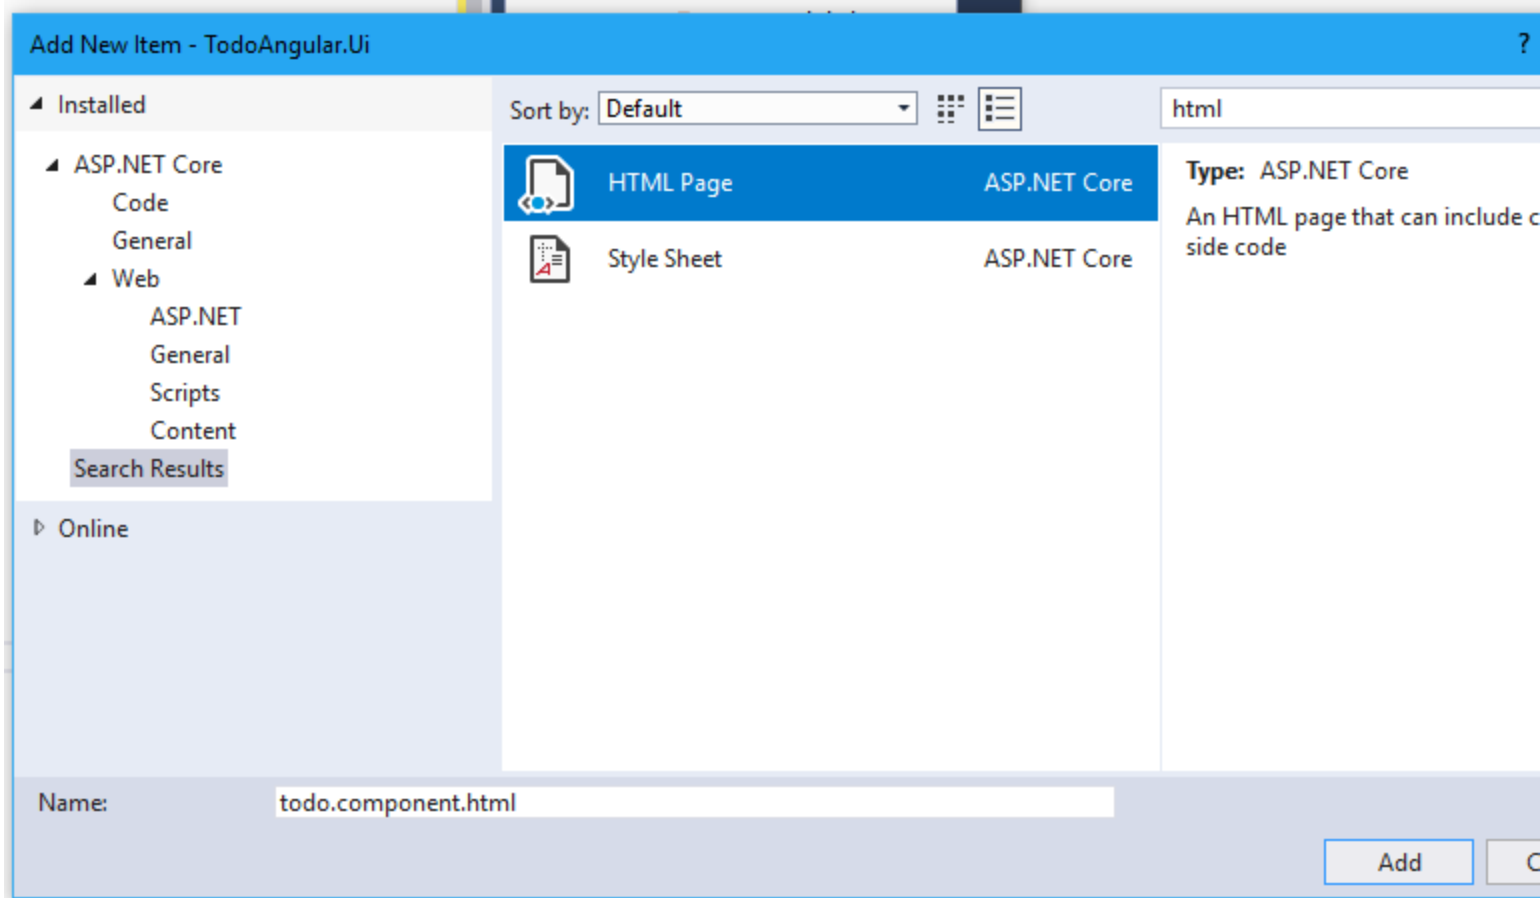 Add New Item - TodoAngular.Ui
?
Installed
Sort by: Default
html
ASP.NET Core
Code
General
Web
ASP.NET
General
Scripts
Content
Search Results
Online
HTML Page ASP.NET Core
Style Sheet ASP.NET Core
Type: ASP.NET Core
An HTML page that can include
side code
Name: todo.component.html
Add